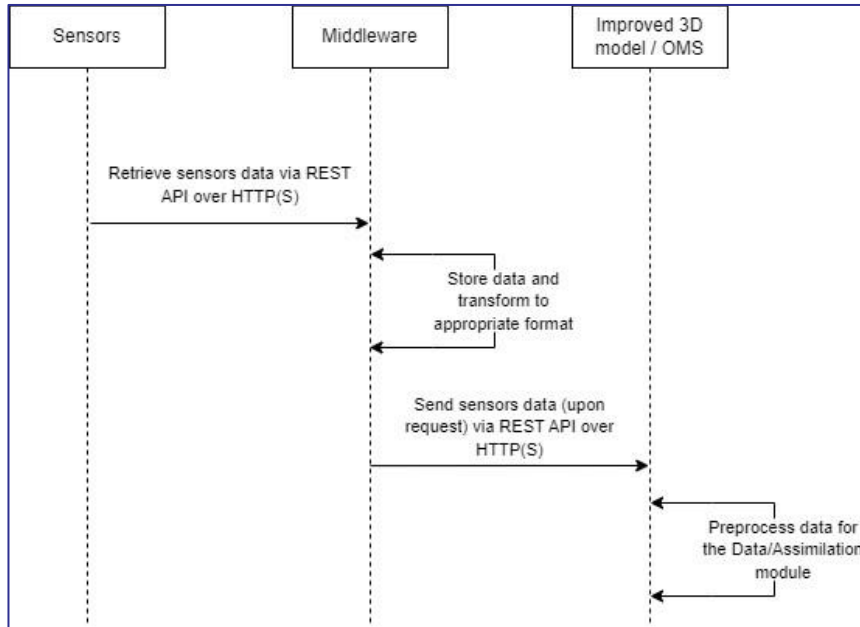 Sensors
Middleware
Improved 3D
model / OMS
Retrieve sensors data via REST
API over HTTP(S)
Store data and
transform to
appropriate format
Send sensors data (upon
request) via REST API over
HTTP(S)
Preprocess data for
the Data/Assimilation
module